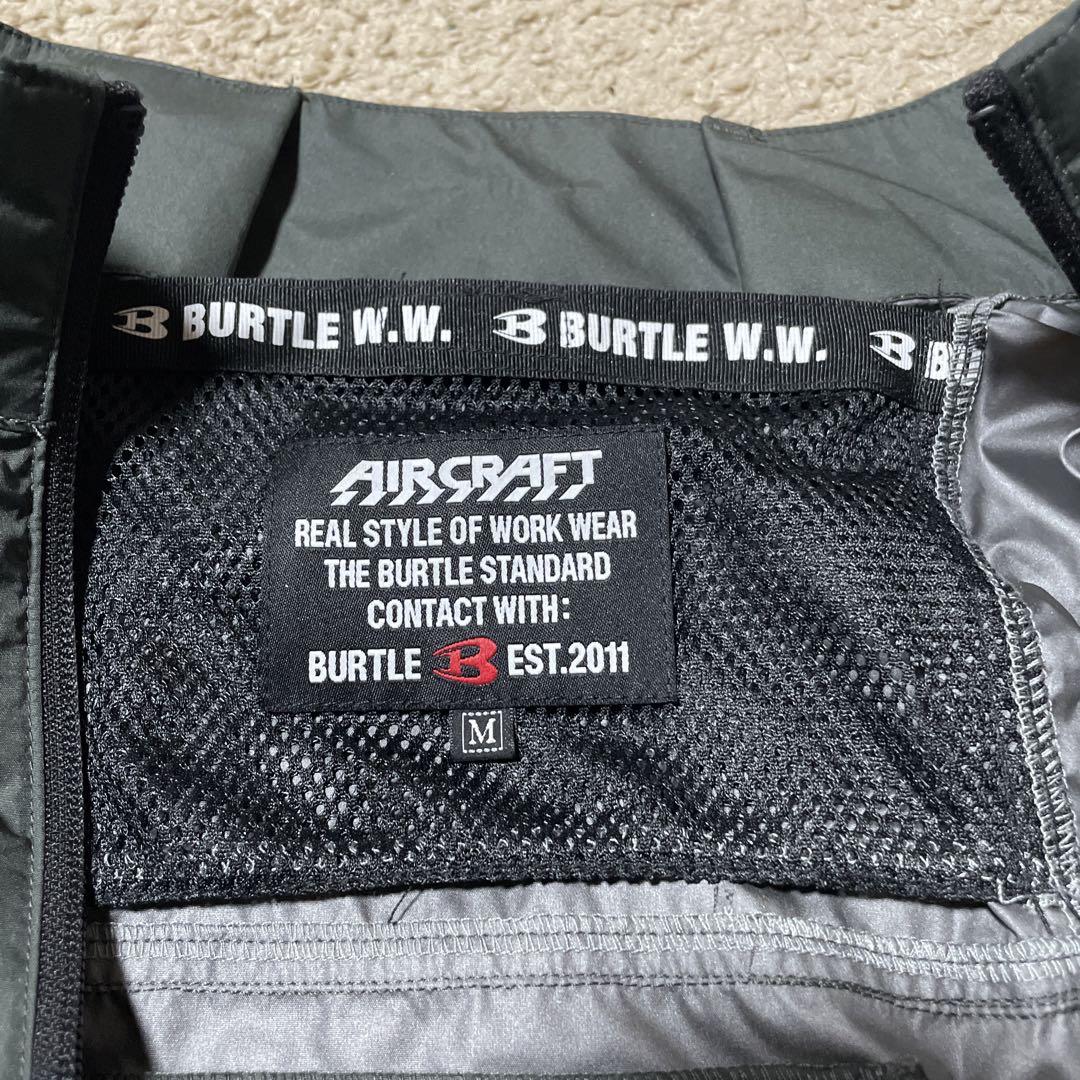 BURTLE W.W. BURTLE W.W. B
AIRCRAFT
REAL STYLE OF WORK WEAR
THE BURTLE STANDARD
CONTACT WITH:
BURTLE B EST.2011
M